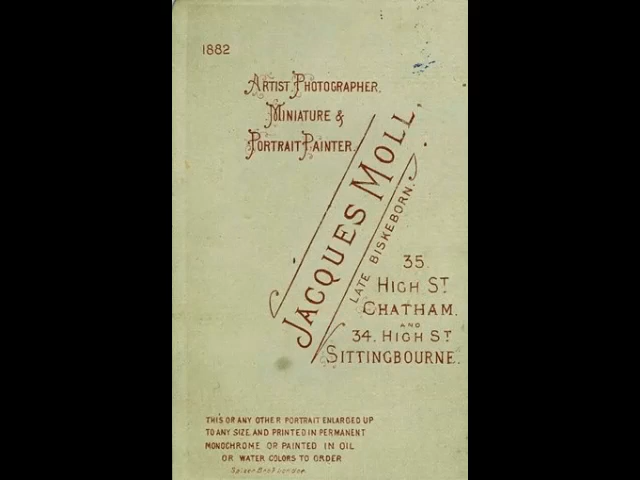 1882
ARTIST, PHOTOGRAPHER,
MINIATURE &
PORTRAIT PAINTER.
JACQUES MOLL,
LATE BISKEBORN.
35.
HIGH ST
CHATHAM.
AND
34. HIGH ST
SITTINGBOURNE.
THIS OR ANY OTHER PORTRAIT ENLARGED UP
TO ANY SIZE, AND PRINTED IN PERMANENT
MONOCHROME OR PAINTED IN OIL
OR WATER COLORS TO ORDER